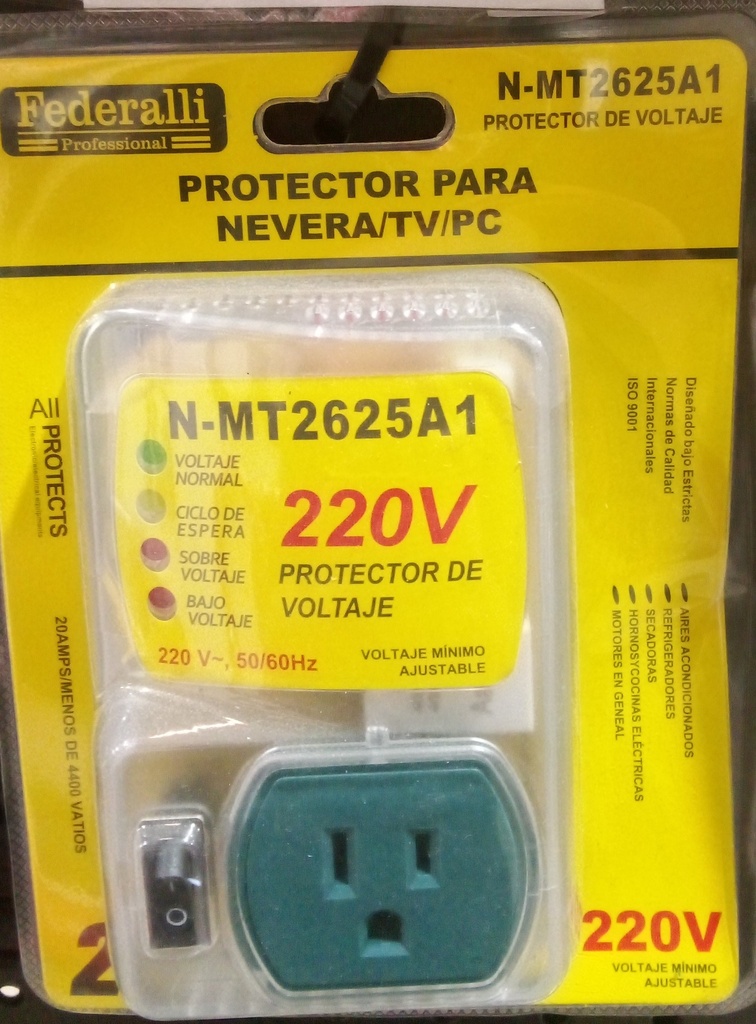 Federalli
Professional
N-MT2625A1
PROTECTOR DE VOLTAJE
PROTECTOR PARA
NEVERA/TV/PC
N-MT2625A1
VOLTAJE
NORMAL
CICLO DE
ESPERA
SOBRE
VOLTAJE
BAJO
VOLTAJE
220V
PROTECTOR DE
VOLTAJE
220 V~, 50/60Hz
VOLTAJE MÍNIMO
AJUSTABLE
All PROTECTS
20AMPS/MENOS DE 4400 VATIOS
Diseñado bajo Estrictas
Normas de Calidad
Internacionales
ISO 9001
AIRES ACONDICIONADOS
REFRIGERADORES
SECADORAS
HORNOSYCOCINAS ELÉCTRICAS
MOTORES EN GENEAL
2
220V
VOLTAJE MÍNIMO
AJUSTABLE